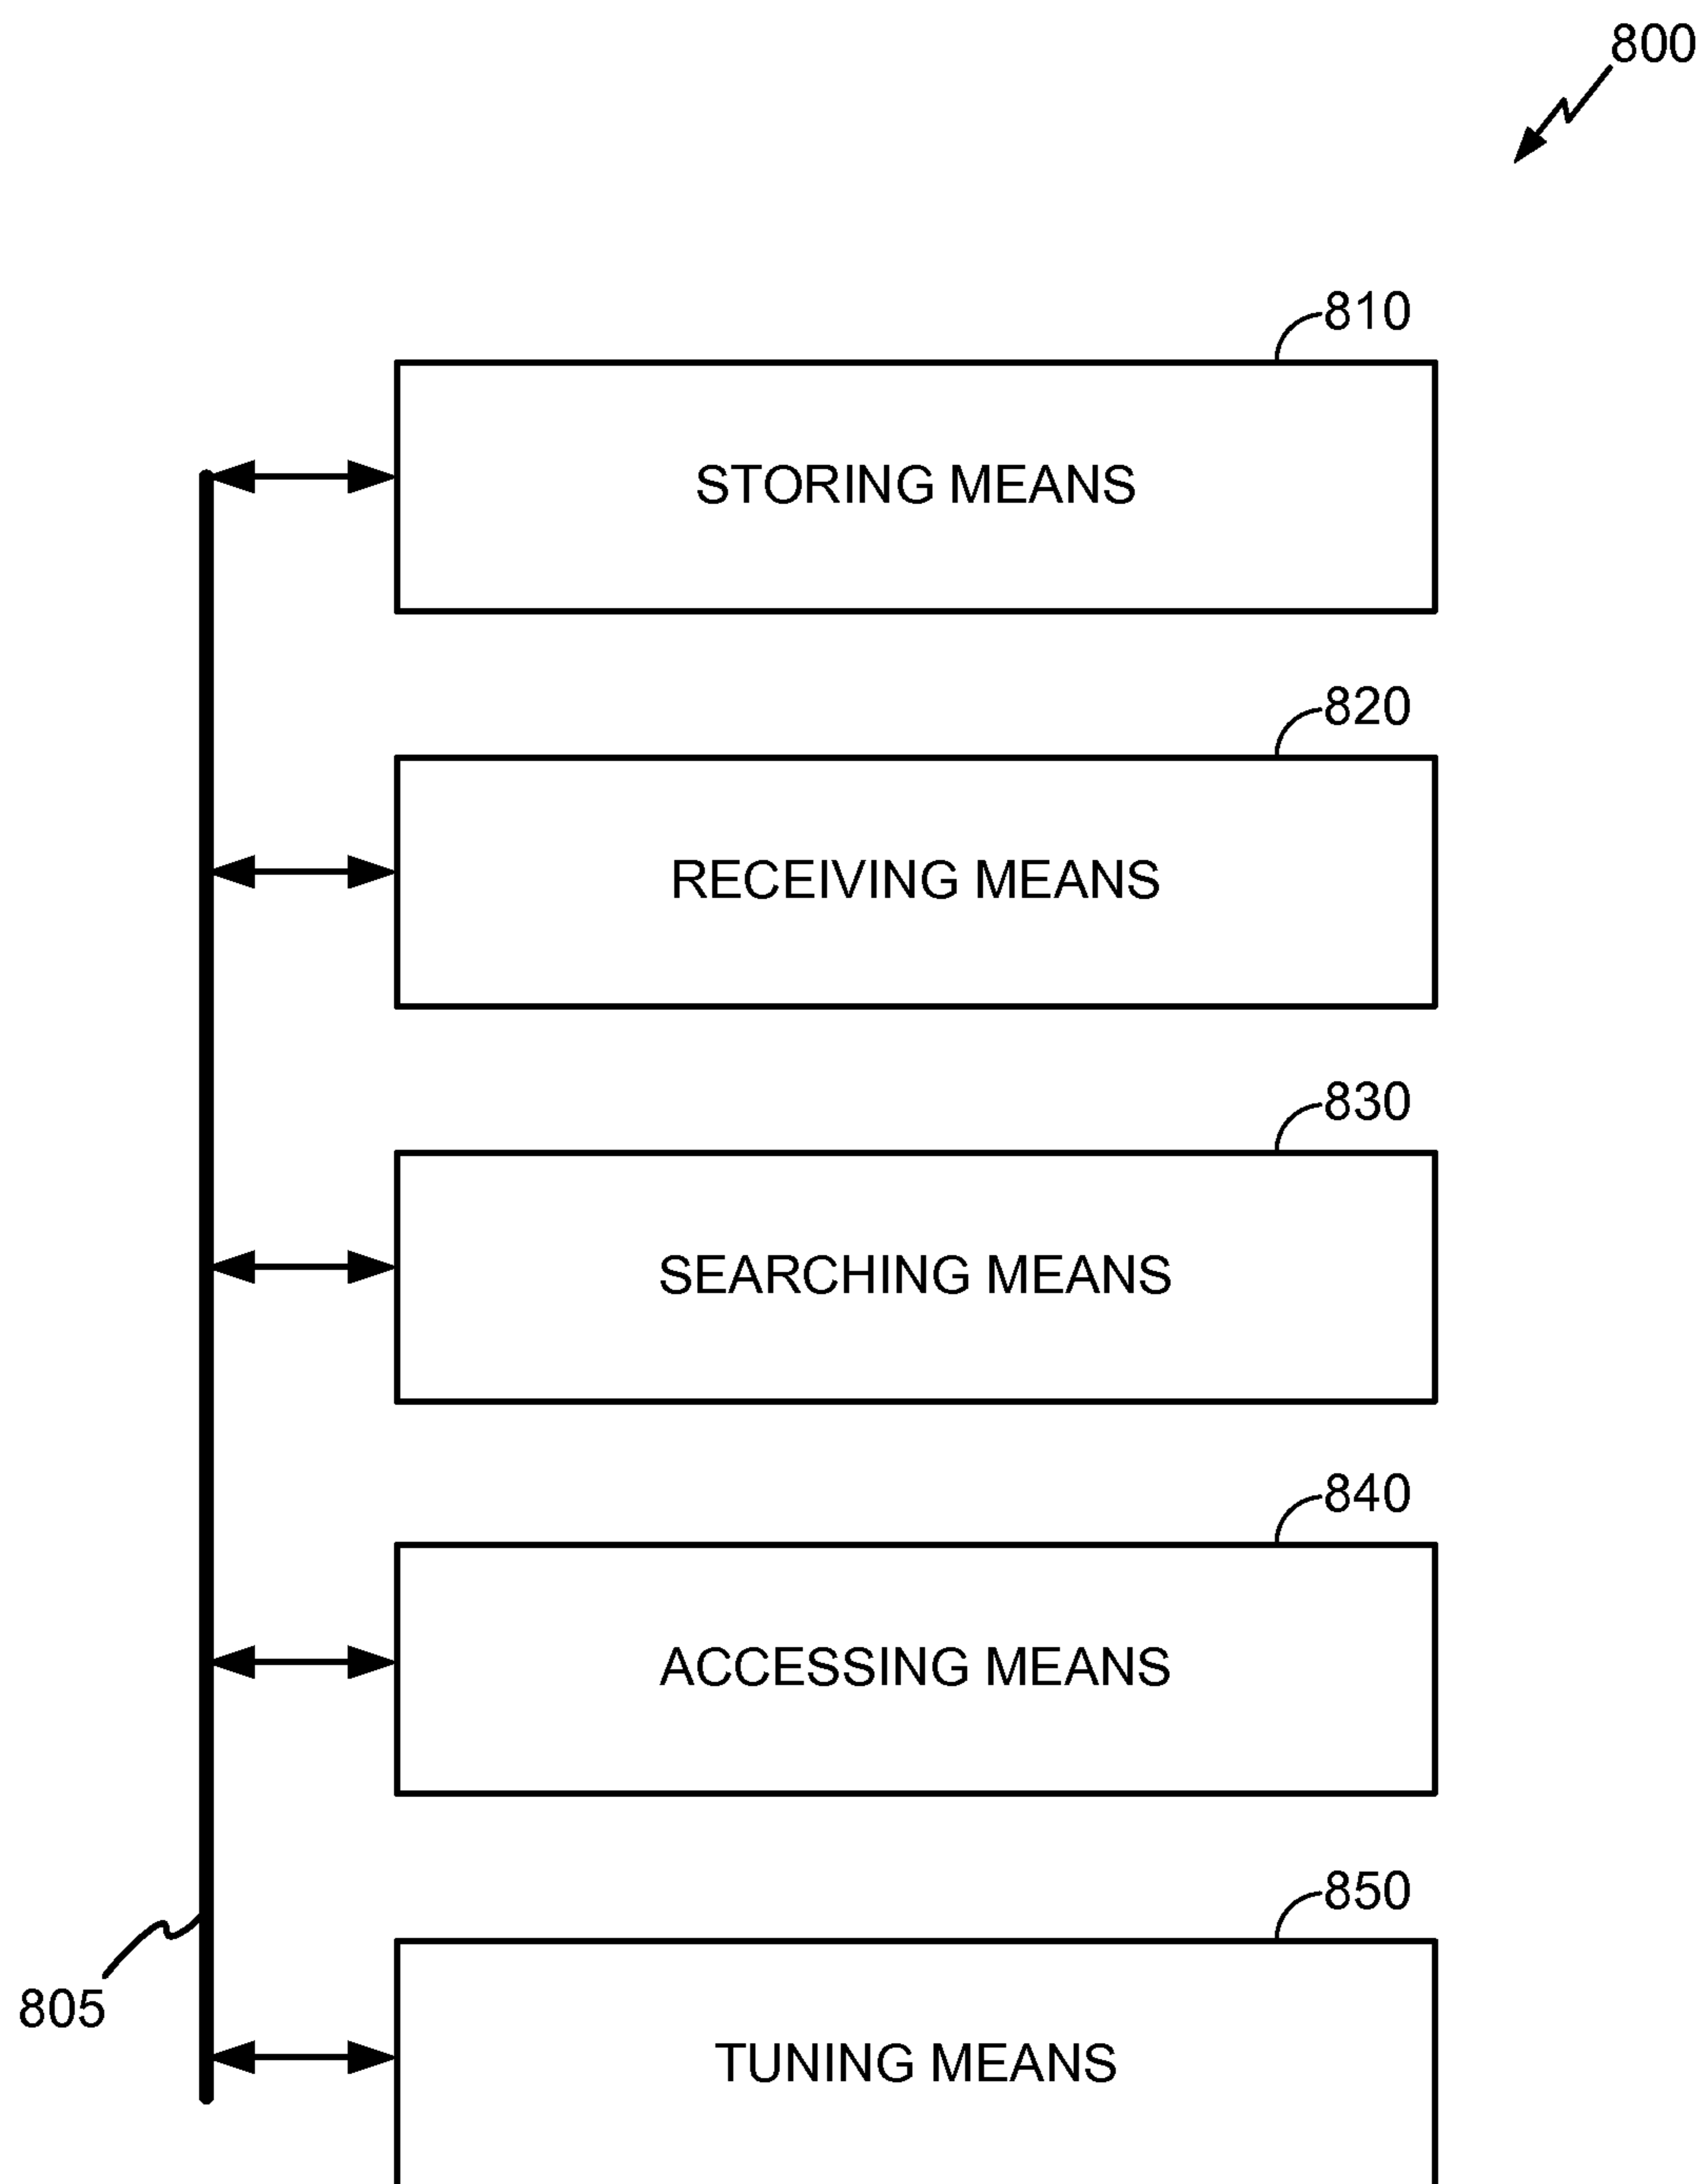 800
810
STORING MEANS
820
RECEIVING MEANS
830
SEARCHING MEANS
840
ACCESSING MEANS
850
805
TUNING MEANS